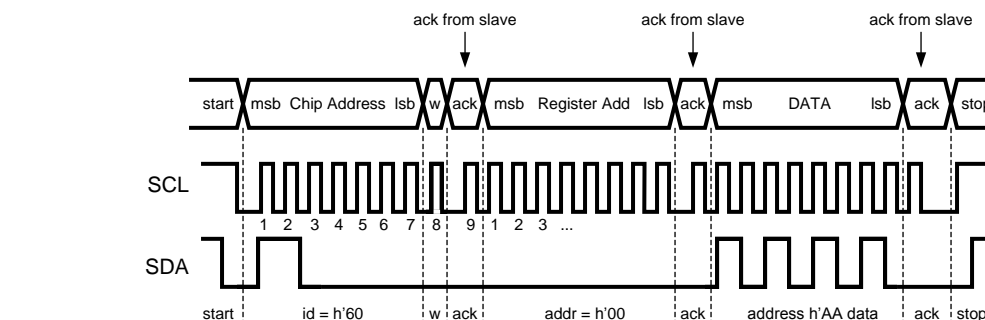 ack from slave ack from slave ack from slave
start msb Chip Address lsb w ack msb Register Add lsb ack msb DATA lsb ack stop
SCL
1 2 3 4 5 6 7 8 9 1 2 3 ...
SDA
start id = h'60 w ack addr = h'00 ack address h'AA data ack stop